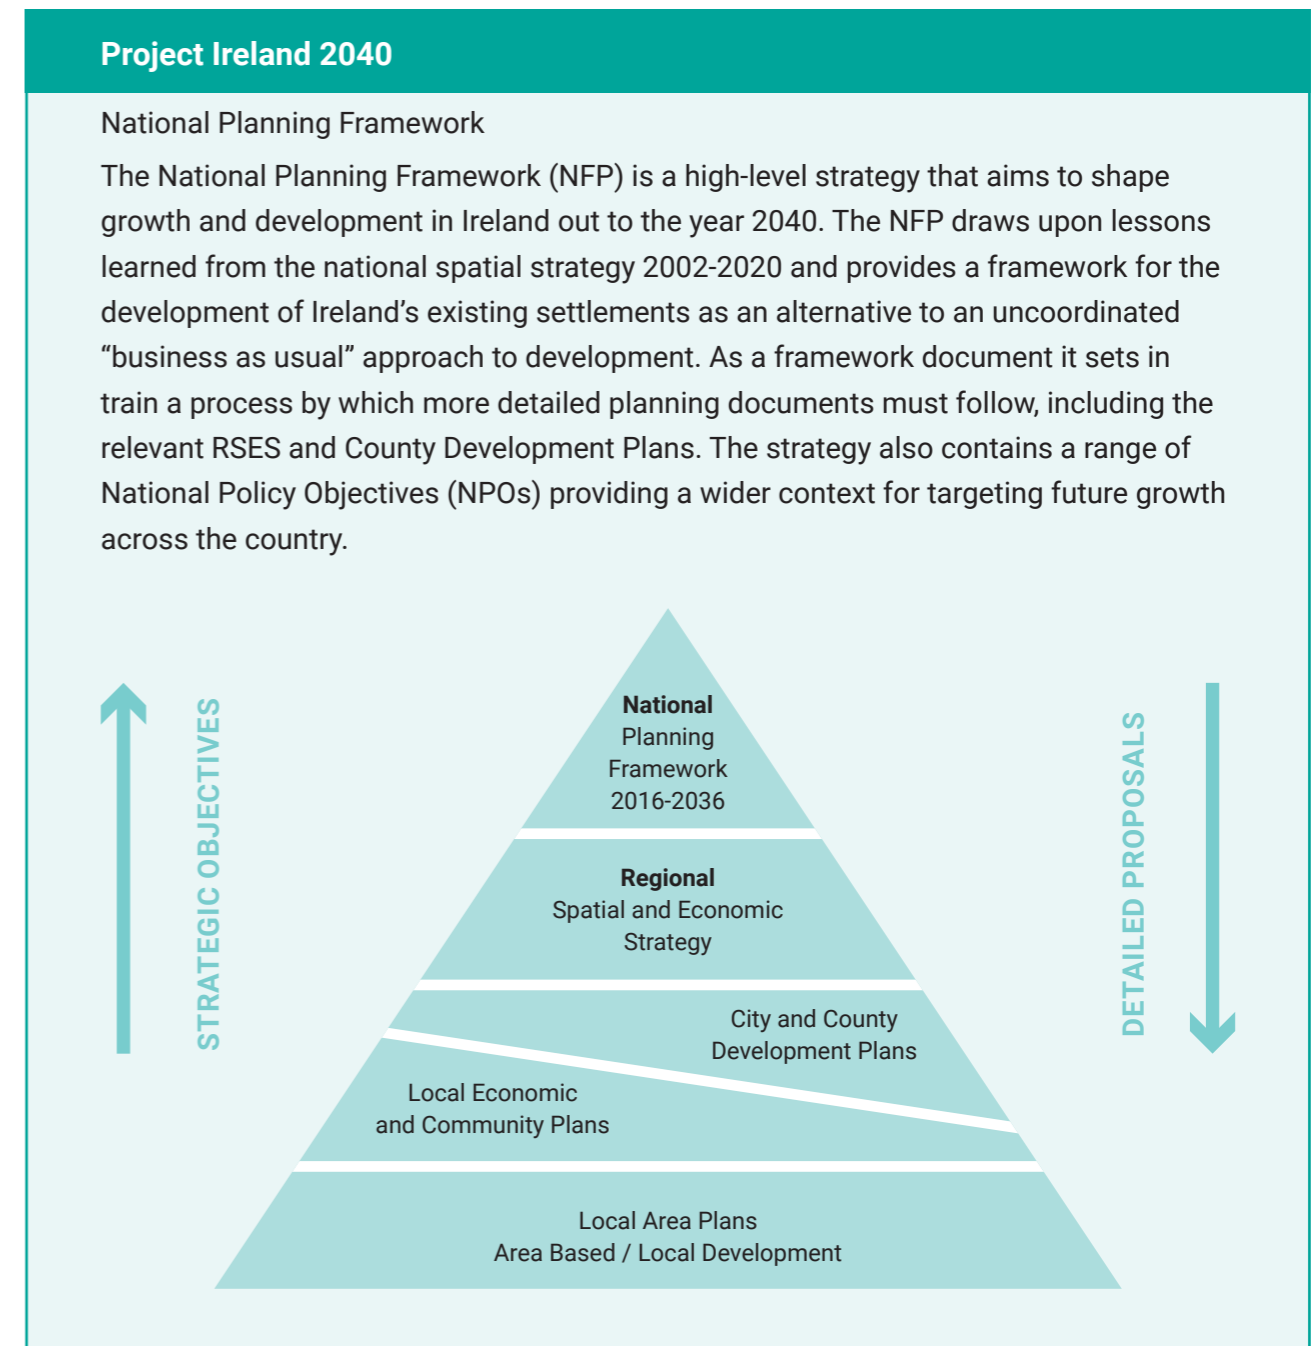 Project Ireland 2040
National Planning Framework
The National Planning Framework (NFP) is a high-level strategy that aims to shape
growth and development in Ireland out to the year 2040. The NFP draws upon lessons
learned from the national spatial strategy 2002-2020 and provides a framework for the
development of Ireland’s existing settlements as an alternative to an uncoordinated
“business as usual” approach to development. As a framework document it sets in
train a process by which more detailed planning documents must follow, including the
relevant RSES and County Development Plans. The strategy also contains a range of
National Policy Objectives (NPOs) providing a wider context for targeting future growth
across the country.
STRATEGIC OBJECTIVES
National
Planning
Framework
2016-2036
Regional
Spatial and Economic
Strategy
City and County
Development Plans
Local Economic
and Community Plans
Local Area Plans
Area Based / Local Development
DETAILED PROPOSALS